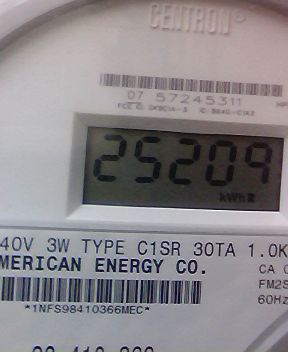 CENTRON®
07 57245311
25209
kWh
40V 3W TYPE C1SR 30TA 1.0K
MERICAN ENERGY CO.
CA 0
FM2S
60Hz
*1NFS98410366MEC*